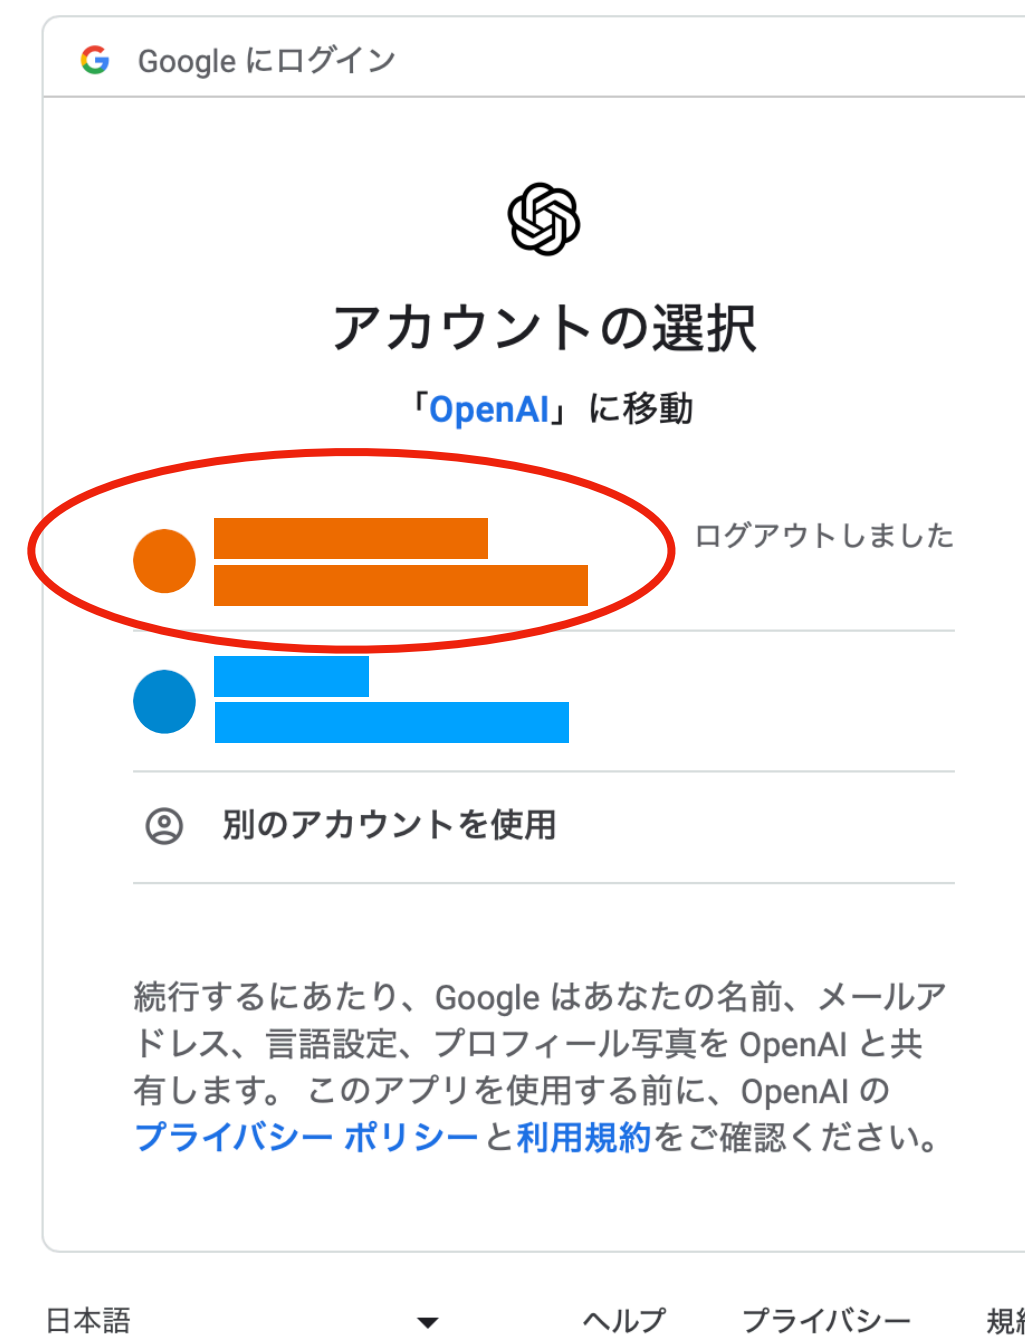 Google にログイン
アカウントの選択
「OpenAI」に移動
ログアウトしました
別のアカウントを使用
続行するにあたり、Google はあなたの名前、メールア
ドレス、言語設定、プロフィール写真を OpenAI と共
有します。 このアプリを使用する前に、OpenAI の
プライバシー ポリシーと利用規約をご確認ください。
日本語
ヘルプ
プライバシー